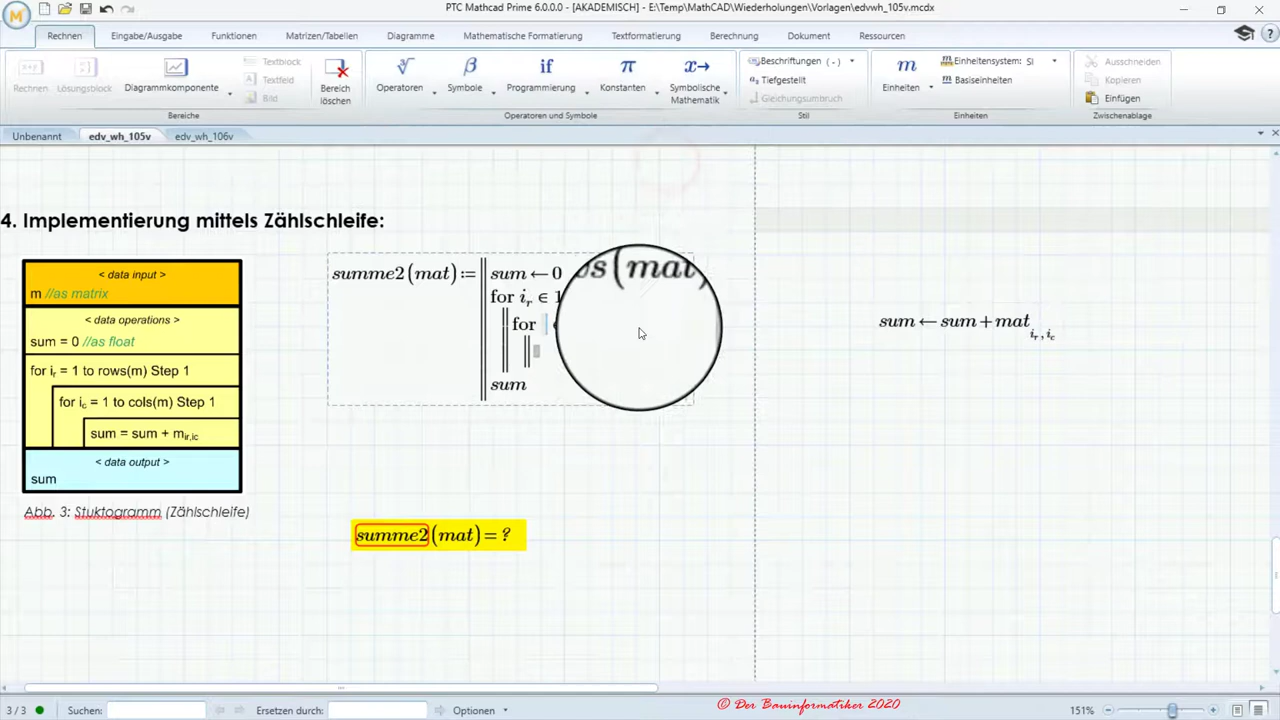 PTC Mathcad Prime 6.0.0.0 - [AKADEMISCH] - E:\Temp\MathCAD\Wiederholungen\Vorlagen\edvwh_105v.mcdx
Rechnen Eingabe/Ausgabe Funktionen Matrizen/Tabellen Diagramme Mathematische Formatierung Textformatierung Berechnung Dokument Ressourcen
Rechnen Lösungsblock Diagrammkomponente Textblock Textfeld Bild Bereich löschen
Operatoren Symbole if Programmierung Konstanten Symbolische Mathematik
Beschriftungen ( - )
Tiefgestellt
Gleichungsumbruch
m Einheiten Einheitensystem: SI
Basiseinheiten
Ausschneiden
Kopieren
Einfügen
Bereiche Operatoren und Symbole Stil Einheiten Zwischenablage
Unbenannt edv_wh_105v edv_wh_106v
4. Implementierung mittels Zählschleife:
< data input >
m //as matrix
< data operations >
sum = 0 //as float
for ir = 1 to rows(m) Step 1
for ic = 1 to cols(m) Step 1
sum = sum + mir,ic
< data output >
sum
Abb. 3: Stuktogramm (Zählschleife)
summe2(mat):= sum←0
for ir ∈ 1
for
sum
(mat
sum←sum+mat ir, ic
summe2(mat)=?
3 / 3 Suchen: Ersetzen durch: Optionen
© Der Bauinformatiker 2020
151%